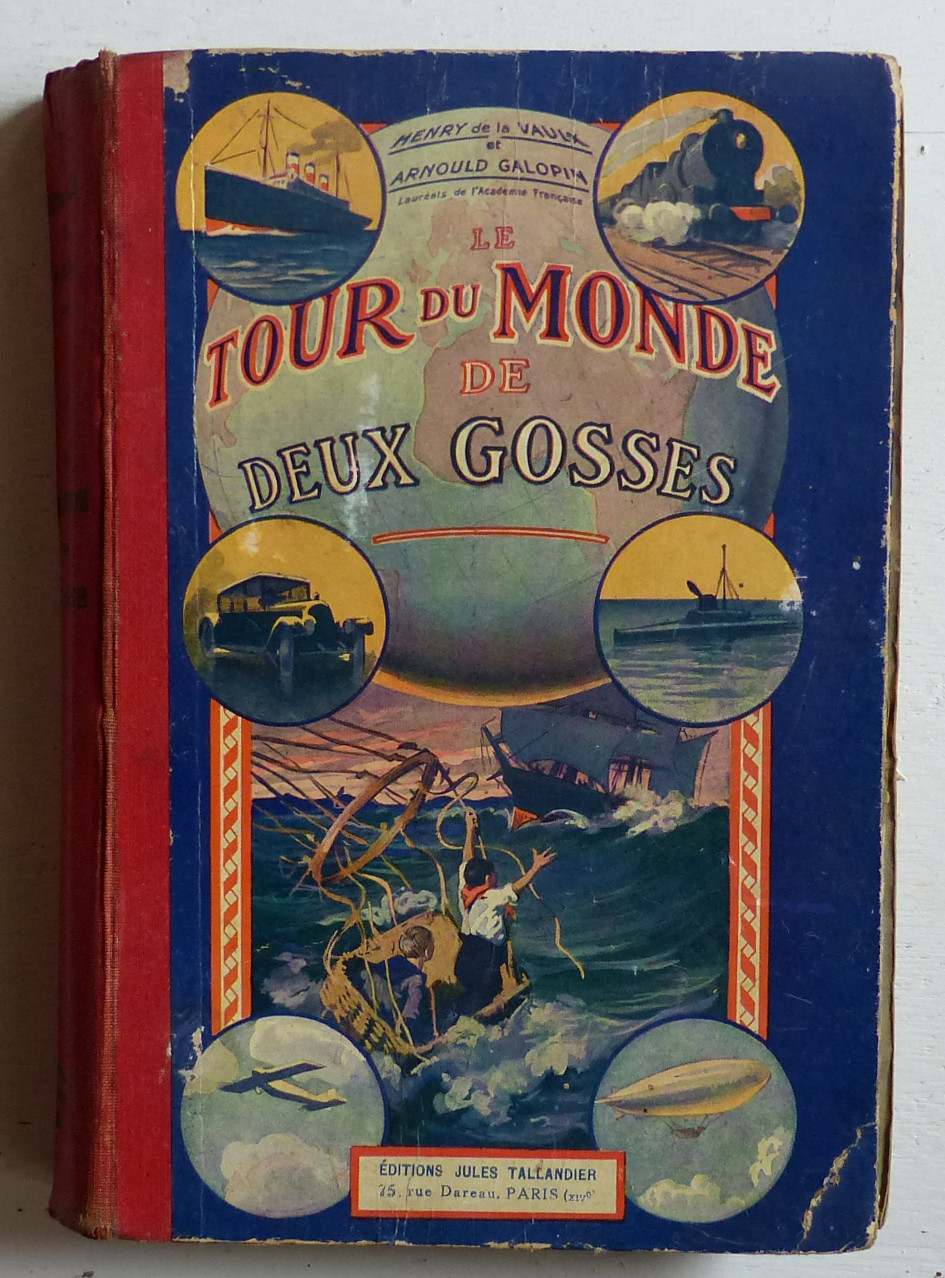 HENRY de la VAULX
et
ARNOULD GALOPIN
Lauréats de l'Académie Française
LE
TOUR DU MONDE
DE
DEUX GOSSES
ÉDITIONS JULES TALLANDIER
75, rue Dareau, PARIS (XIVᵉ)